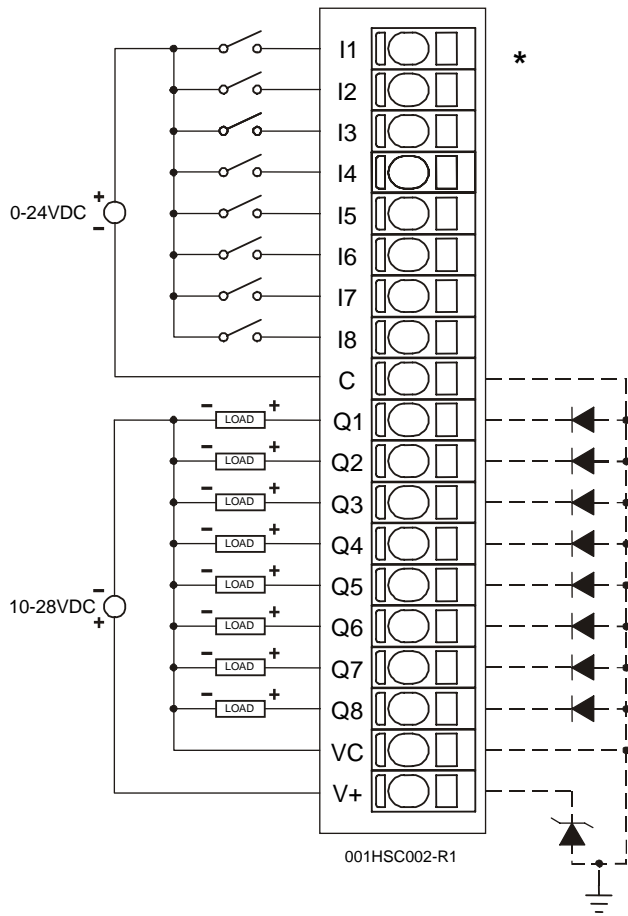 I1
*
I2
I3
I4
+
0-24VDC
−
I5
I6
I7
I8
C
− LOAD + Q1
− LOAD + Q2
− LOAD + Q3
− LOAD + Q4
− LOAD + Q5
−
10-28VDC
+
− LOAD + Q6
− LOAD + Q7
− LOAD + Q8
VC
V+
001HSC002-R1